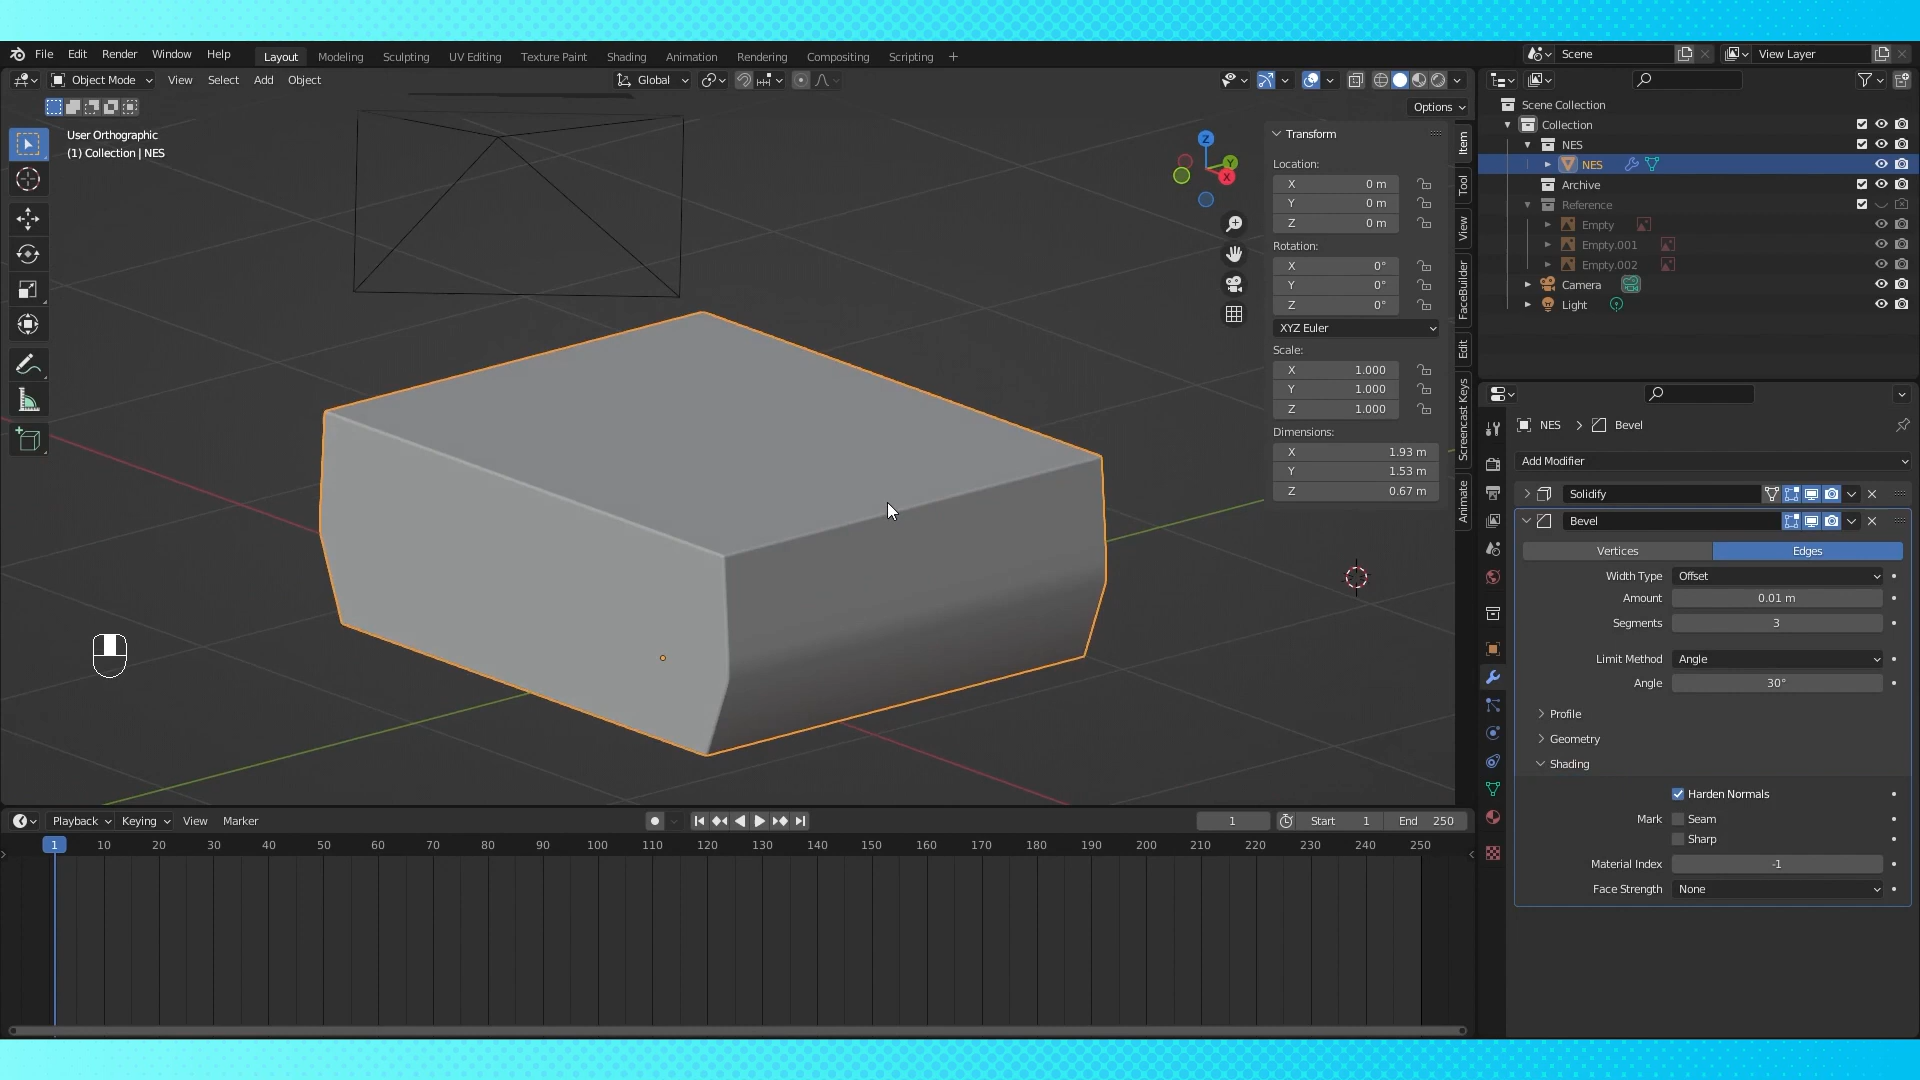 File Edit Render Window Help Layout Modeling Sculpting UV Editing Texture Paint Shading Animation Rendering Compositing Scripting + Scene View Layer
Object Mode View Select Add Object Global
Options
User Orthographic
(1) Collection | NES
Z
Y
X
Transform
Location:
X 0 m
Y 0 m
Z 0 m
Rotation:
X 0°
Y 0°
Z 0°
XYZ Euler
Scale:
X 1.000
Y 1.000
Z 1.000
Dimensions:
X 1.93 m
Y 1.53 m
Z 0.67 m
Item
Tool
View
FaceBuilder
Edit
Screencast Keys
Animate
Scene Collection
Collection
NES
NES
Archive
Reference
Empty
Empty.001
Empty.002
Camera
Light
NES > Bevel
Add Modifier
Solidify
Bevel
Vertices Edges
Width Type Offset
Amount 0.01 m
Segments 3
Limit Method Angle
Angle 30°
Profile
Geometry
Shading
Harden Normals
Mark Seam
Sharp
Material Index -1
Face Strength None
Playback Keying View Marker 1 Start 1 End 250
1 10 20 30 40 50 60 70 80 90 100 110 120 130 140 150 160 170 180 190 200 210 220 230 240 250